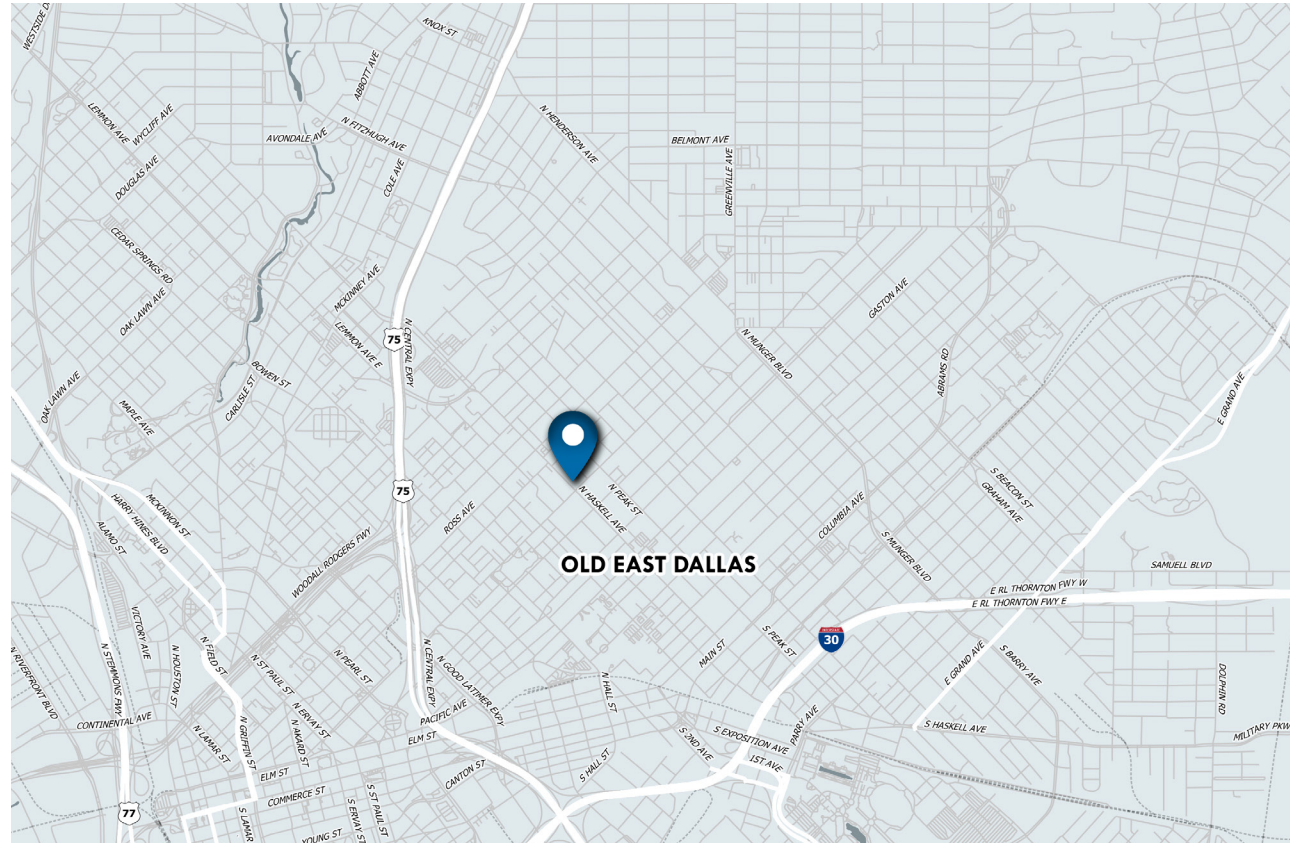 WESTSIDE D
KNOX ST
ABBOTT AVE
LEMMON AVE
WYCLIFF AVE
AVONDALE AVE
N FITZHUGH AVE
N HENDERSON AVE
BELMONT AVE
GREENVILLE AVE
DOUGLAS AVE
COLE AVE
CEDAR SPRINGS RD
OAK LAWN AVE
MCKINNEY AVE
GASTON AVE
LEMMON AVE E
75
N CENTRAL EXPY
N MUNGER BLVD
ABRAMS RD
BOWEN ST
CARLISLE ST
OAK LAWN AVE
MAPLE AVE
E GRAND AVE
75
N HASKELL AVE
N PEAK ST
S BEACON ST
GRAHAM AVE
ROSS AVE
COLUMBIA AVE
MCKINNON ST
HARRY HINES BLVD
ALAMO ST
WOODALL RODGERS FWY
OLD EAST DALLAS
S MUNGER BLVD
SAMUELL BLVD
E RL THORNTON FWY W
E RL THORNTON FWY E
30
VICTORY AVE
N HOUSTON ST
N STEMMONS FWY
N RIVERFRONT BLVD
N FIELD ST
N ST PAUL ST
N PEARL ST
N CENTRAL EXPY
N GOOD LATIMER EXPY
MAIN ST
S PEAK ST
E GRAND AVE
S BARRY AVE
DOLPHIN RD
N HALL ST
CONTINENTAL AVE
N LAMAR ST
N GRIFFIN ST
N AKARD ST
N ERVAY ST
PACIFIC AVE
ELM ST
S 2ND AVE
S EXPOSITION AVE
PARRY AVE
1ST AVE
S HASKELL AVE
MILITARY PKW
ELM ST
COMMERCE ST
CANTON ST
S HALL ST
77
S LAMAR
YOUNG ST
S ERVAY ST
S ST PAUL ST